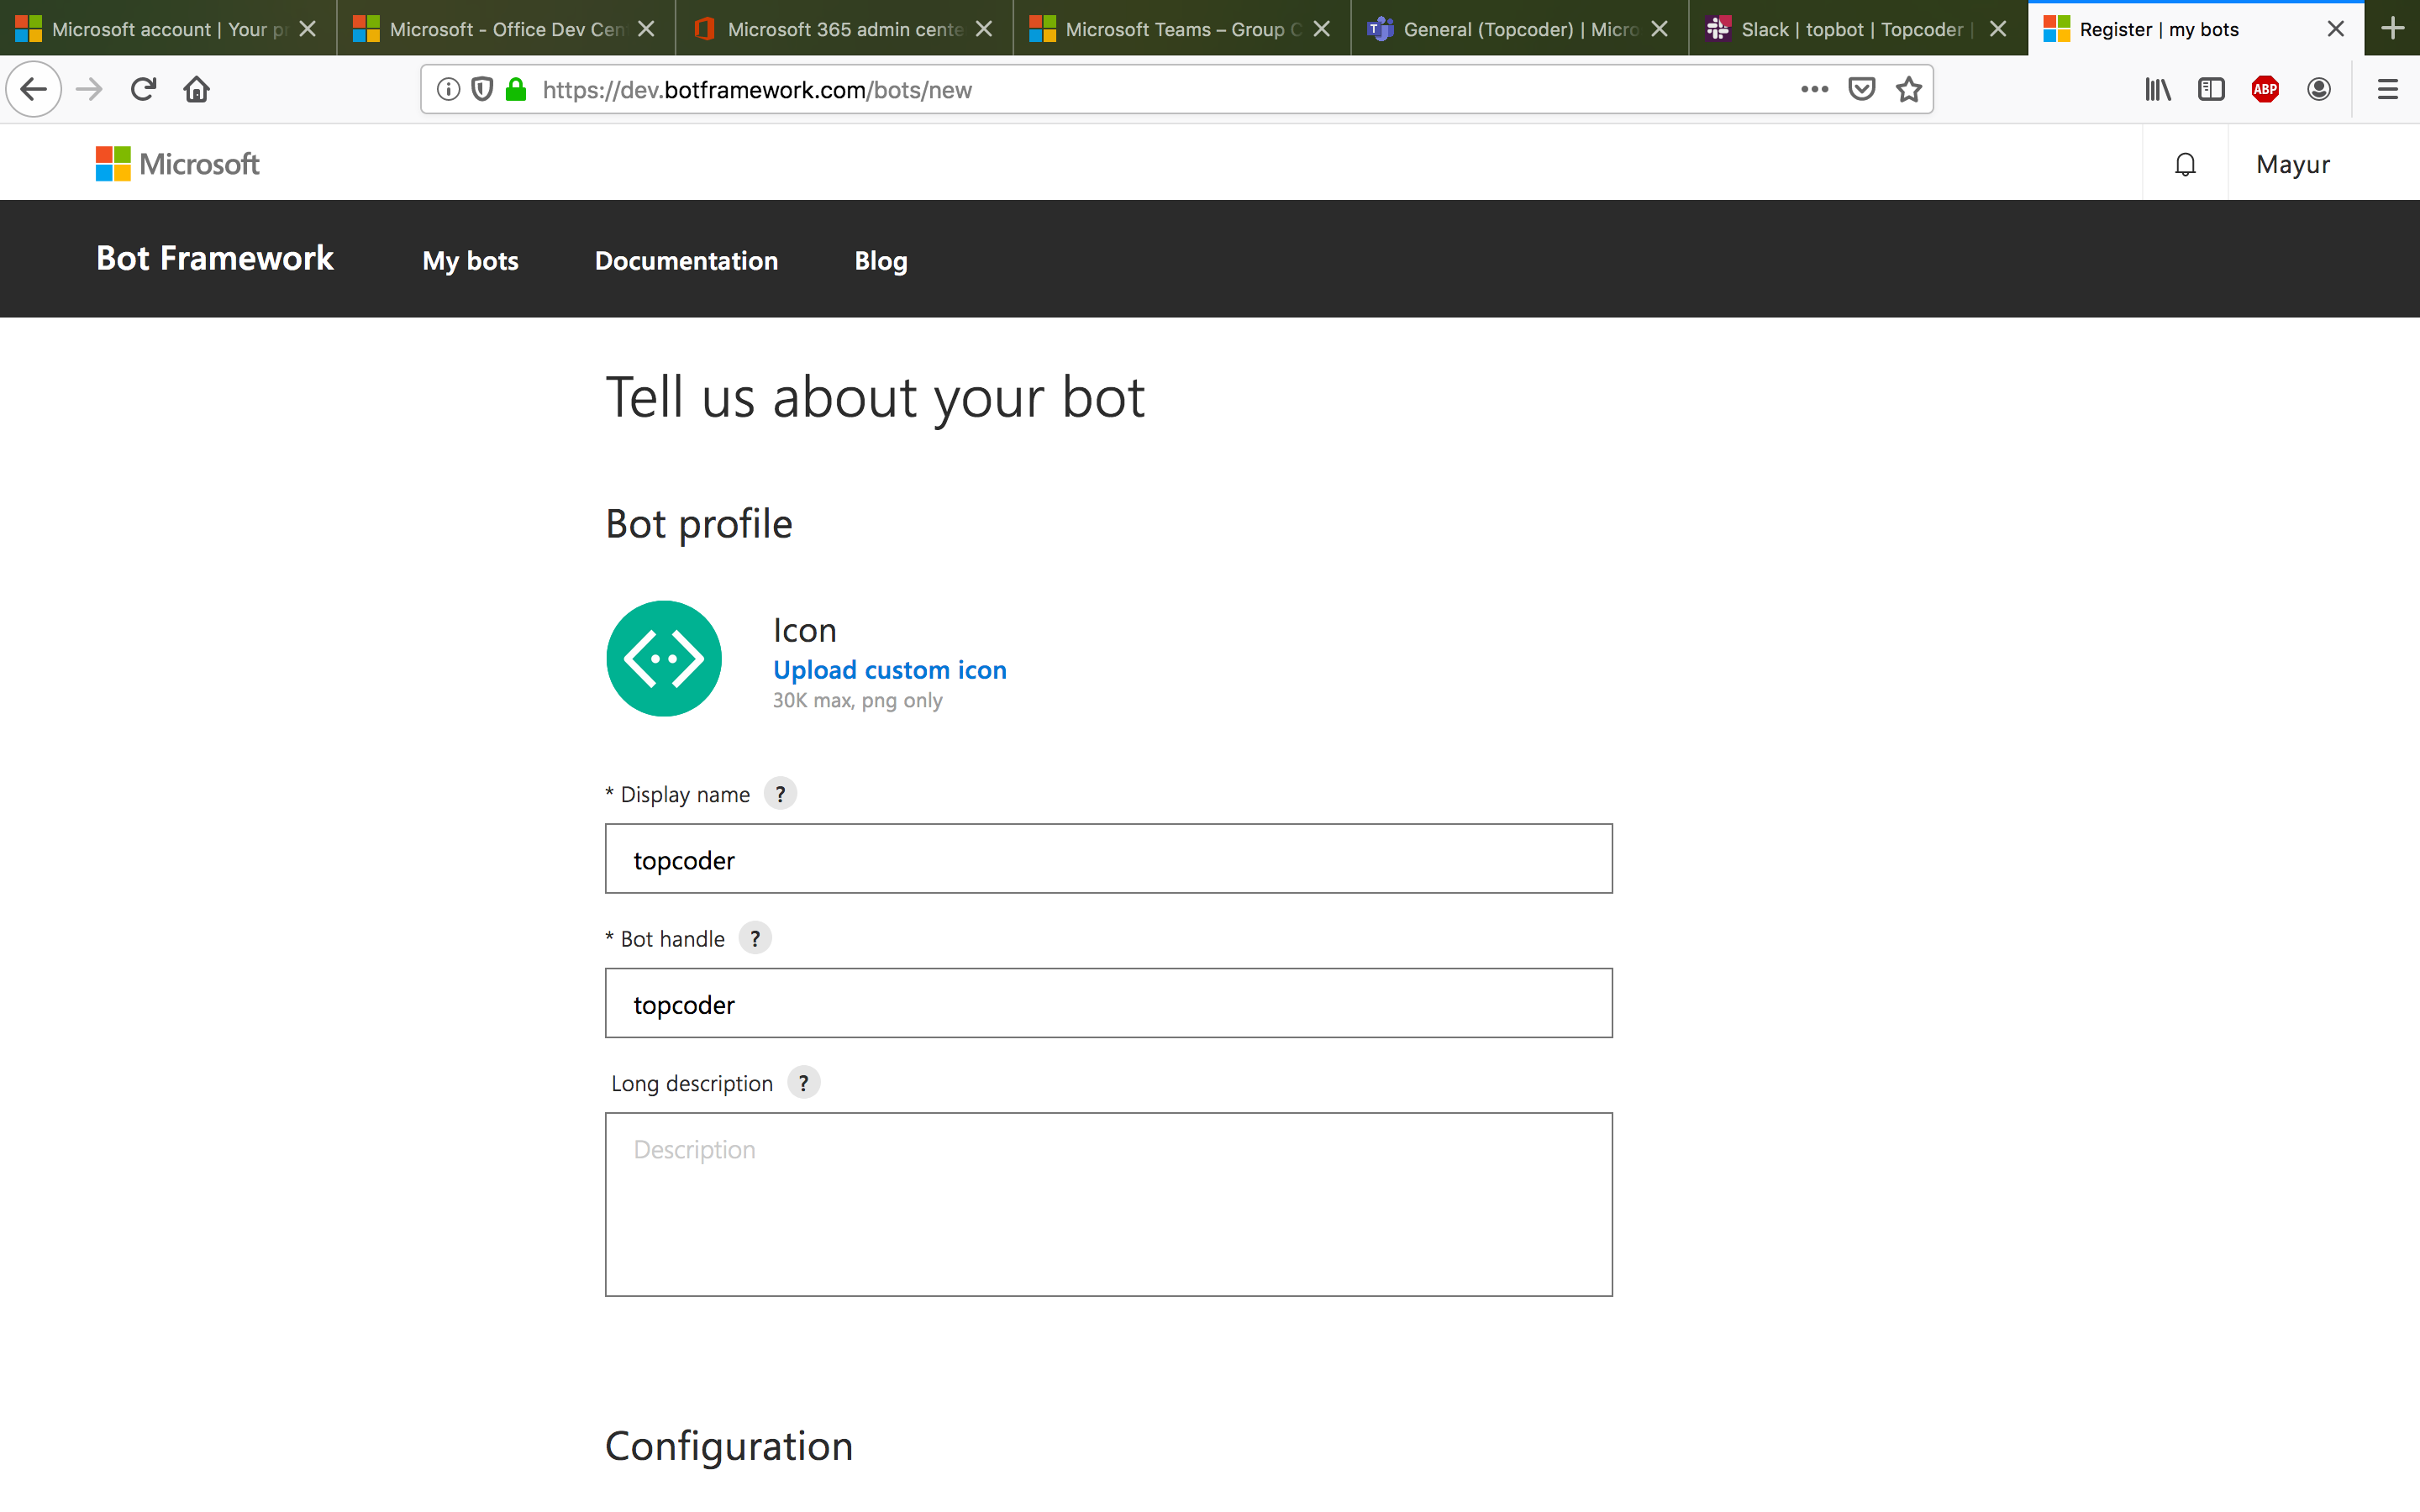 Microsoft account | Your p
Microsoft - Office Dev Cen
Microsoft 365 admin cente
Microsoft Teams – Group C
General (Topcoder) | Micro
Slack | topbot | Topcoder |
Register | my bots
https://dev.botframework.com/bots/new
ABP
Microsoft
Mayur
Bot Framework
My bots
Documentation
Blog
Tell us about your bot
Bot profile
Icon
Upload custom icon
30K max, png only
* Display name ?
topcoder
* Bot handle ?
topcoder
Long description ?
Description
Configuration